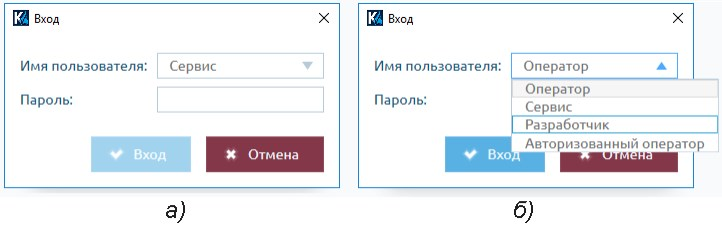 Вход
Имя пользователя: Сервис
Пароль:
Вход Отмена
а)
Вход
Имя пользователя: Оператор
Оператор
Пароль:
Сервис
Разработчик
Авторизованный оператор
Вход Отмена
б)